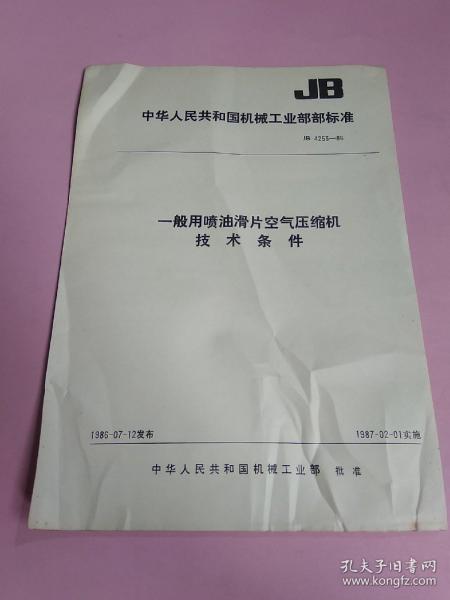 JB
中华人民共和国机械工业部部标准
JB 4253—86
一般用喷油滑片空气压缩机
技术条件
1986-07-12发布
1987-02-01实施
中华人民共和国机械工业部 批准
孔夫子旧书网
www.kongfz.com